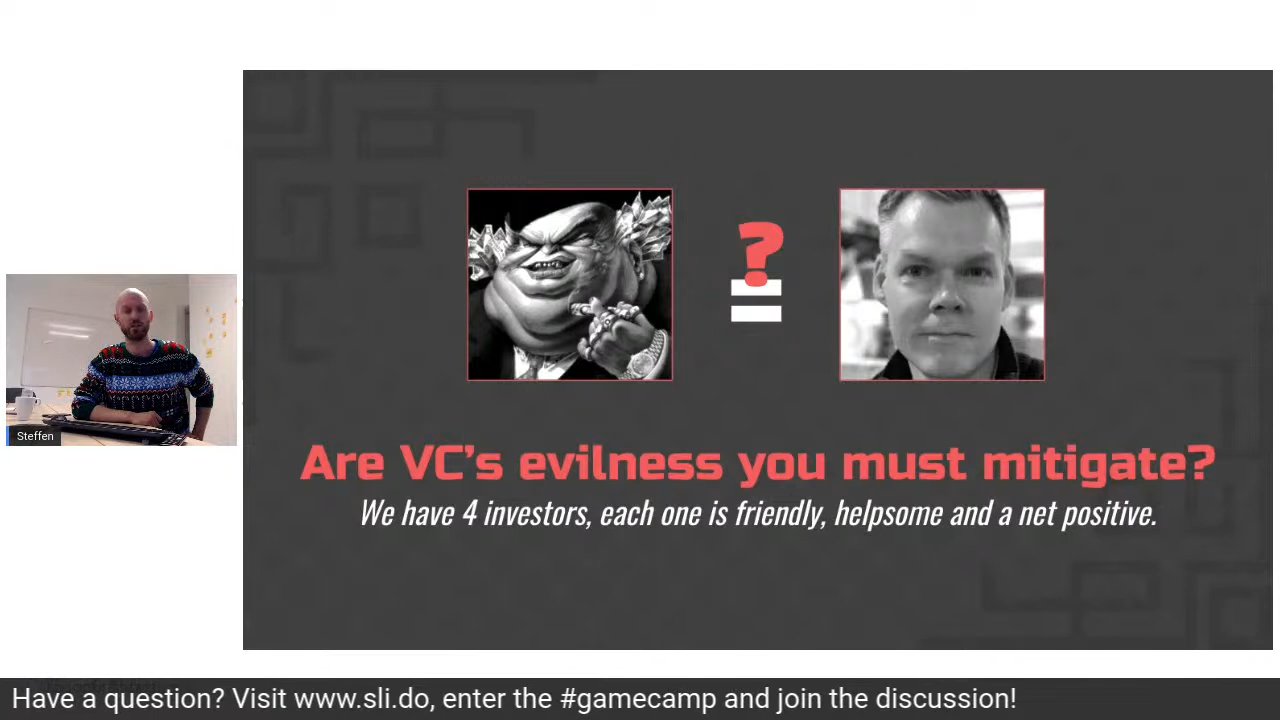 ?
Steffen
Are VC's evilness you must mitigate?
We have 4 investors, each one is friendly, helpsome and a net positive.
Have a question? Visit www.sli.do, enter the #gamecamp and join the discussion!